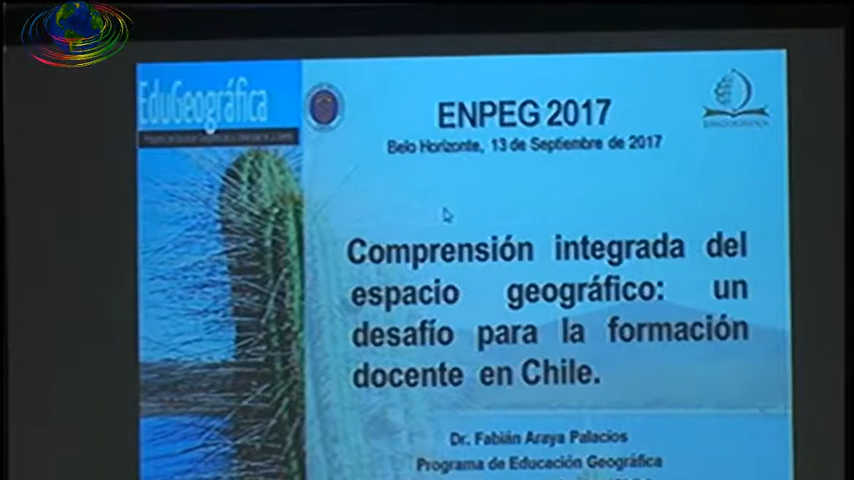 EduGeográfica
ENPEG 2017
Belo Horizonte, 13 de Septiembre de 2017
Comprensión integrada del
espacio geográfico: un
desafío para la formación
docente en Chile.
Dr. Fabián Araya Palacios
Programa de Educación Geográfica